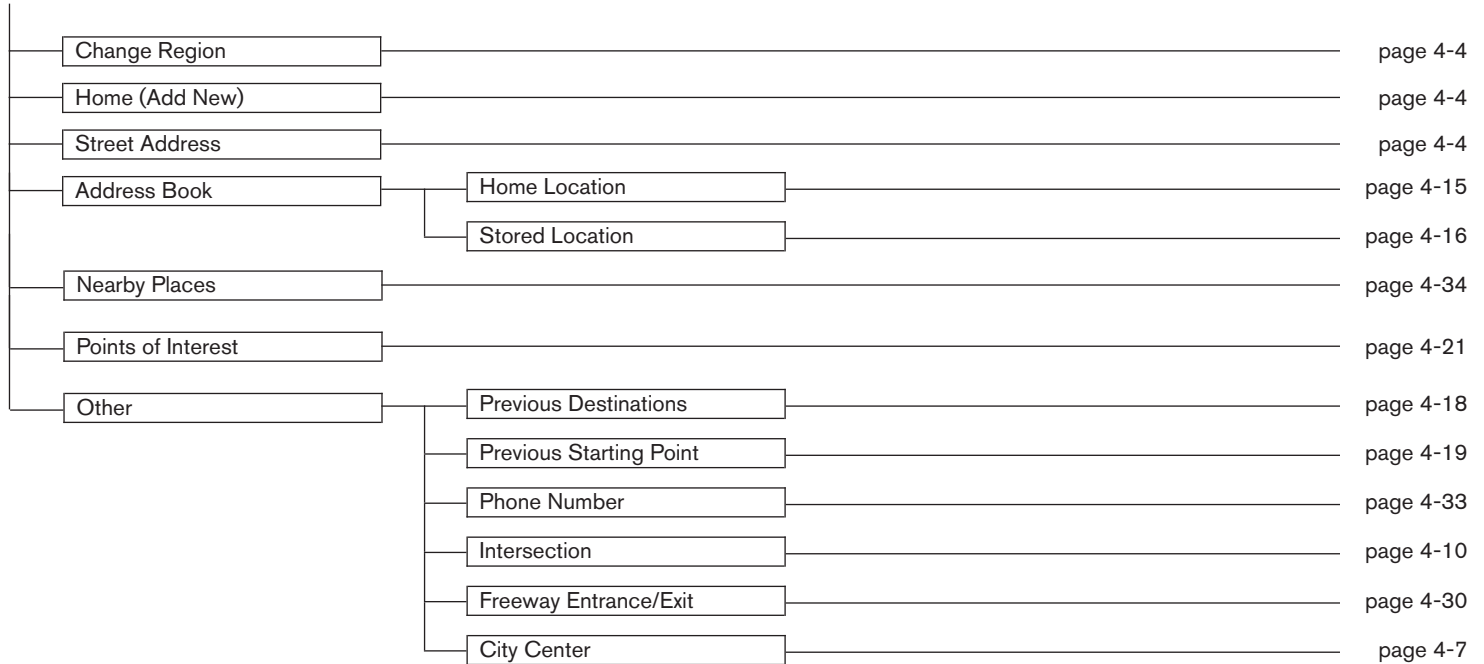 Change Region page 4-4
Home (Add New) page 4-4
Street Address page 4-4
Address Book Home Location page 4-15
Stored Location page 4-16
Nearby Places page 4-34
Points of Interest page 4-21
Other Previous Destinations page 4-18
Previous Starting Point page 4-19
Phone Number page 4-33
Intersection page 4-10
Freeway Entrance/Exit page 4-30
City Center page 4-7